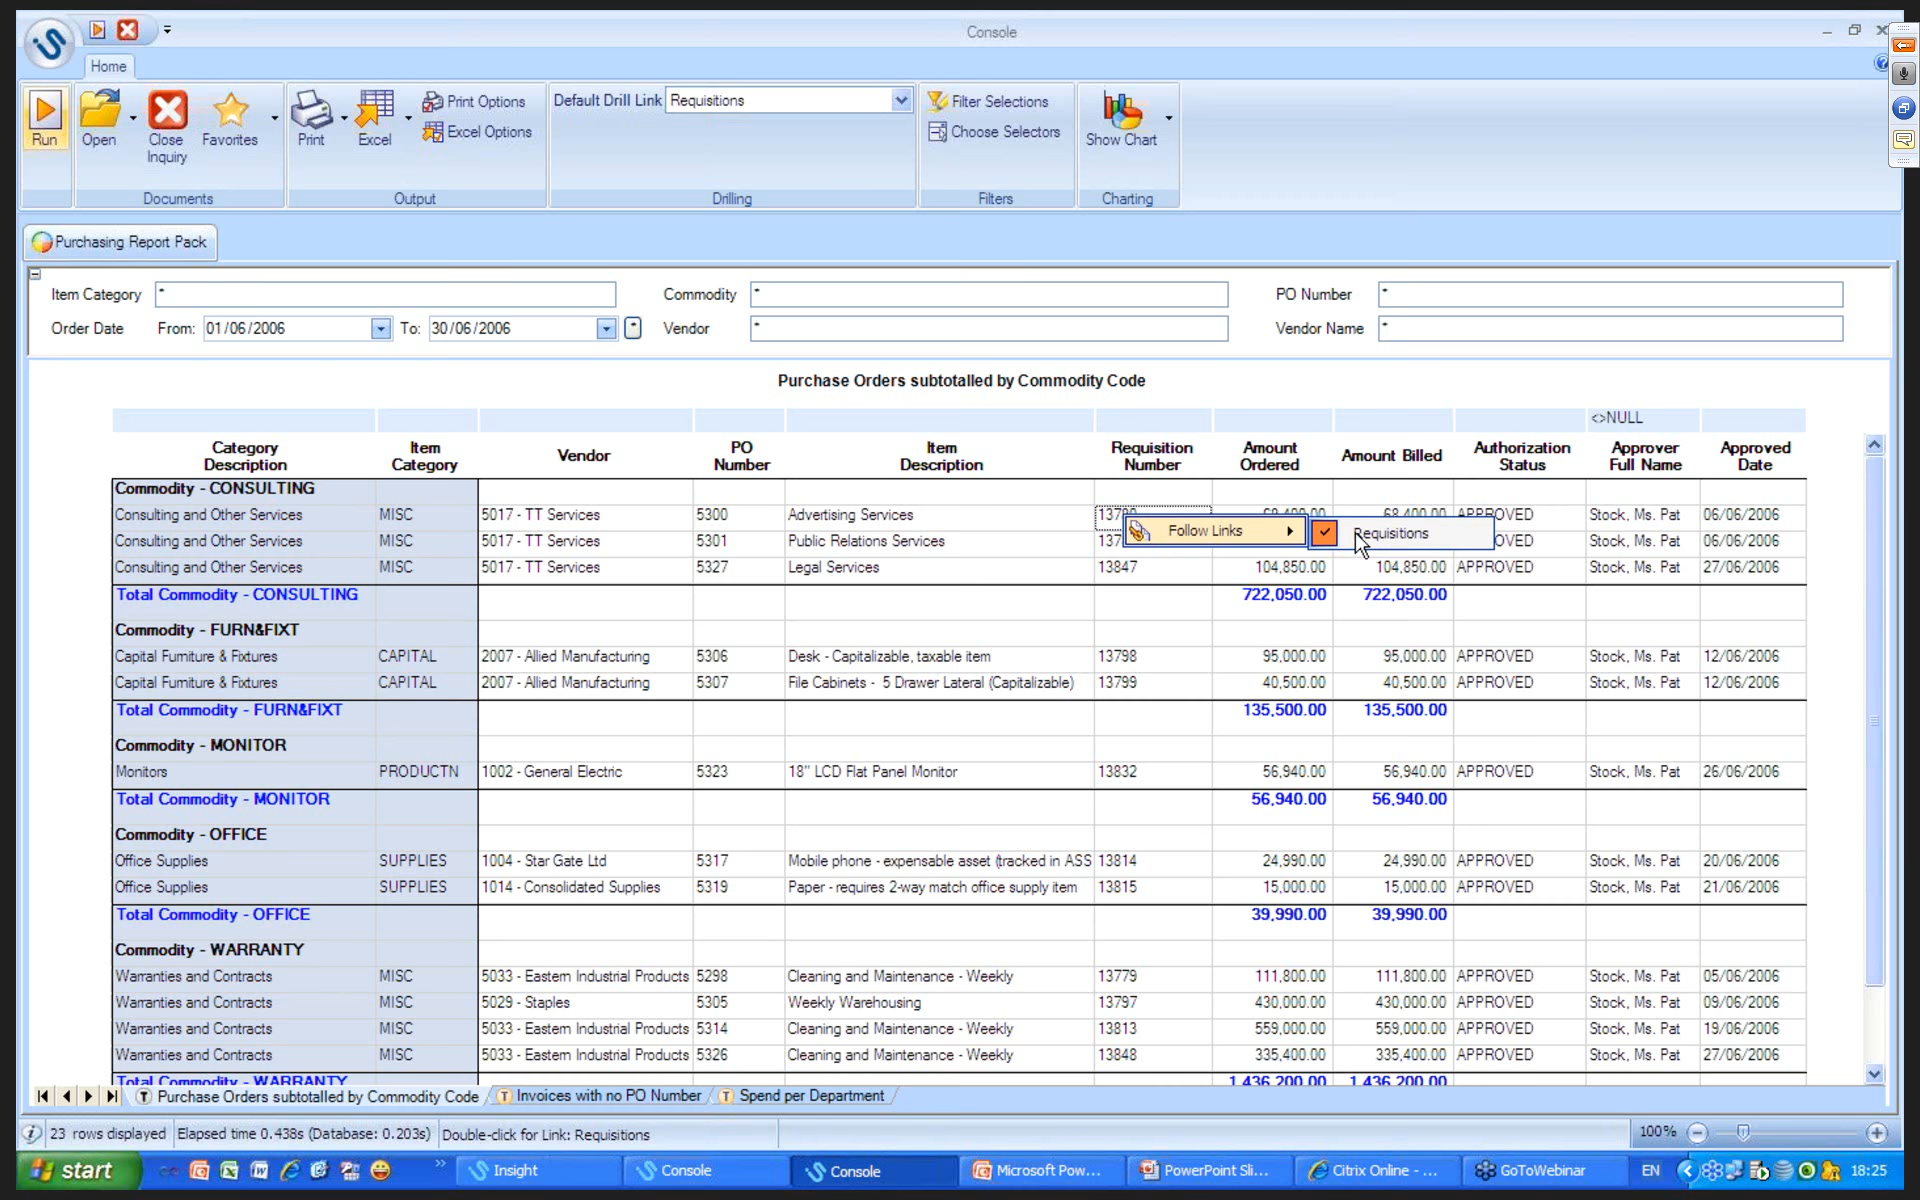 Console
Home
Run
Open
Close Inquiry
Favorites
Documents
Print
Excel
Print Options
Excel Options
Output
Default Drill Link Requisitions
Drilling
Filter Selections
Choose Selectors
Filters
Show Chart
Charting
Purchasing Report Pack
Item Category * Commodity * PO Number *
Order Date From: 01/06/2006 To: 30/06/2006 * Vendor * Vendor Name *
Purchase Orders subtotalled by Commodity Code
<>NULL
Category Description Item Category Vendor PO Number Item Description Requisition Number Amount Ordered Amount Billed Authorization Status Approver Full Name Approved Date
Commodity - CONSULTING
Consulting and Other Services MISC 5017 - TT Services 5300 Advertising Services 68,400.00 APPROVED Stock, Ms. Pat 06/06/2006
Follow Links Requisitions
Consulting and Other Services MISC 5017 - TT Services 5301 Public Relations Services 137 OVED Stock, Ms. Pat 06/06/2006
Consulting and Other Services MISC 5017 - TT Services 5327 Legal Services 13847 104,850.00 104,850.00 APPROVED Stock, Ms. Pat 27/06/2006
Total Commodity - CONSULTING 722,050.00 722,050.00
Commodity - FURN&FIXT
Capital Furniture & Fixtures CAPITAL 2007 - Allied Manufacturing 5306 Desk - Capitalizable, taxable item 13798 95,000.00 95,000.00 APPROVED Stock, Ms. Pat 12/06/2006
Capital Furniture & Fixtures CAPITAL 2007 - Allied Manufacturing 5307 File Cabinets - 5 Drawer Lateral (Capitalizable) 13799 40,500.00 40,500.00 APPROVED Stock, Ms. Pat 12/06/2006
Total Commodity - FURN&FIXT 135,500.00 135,500.00
Commodity - MONITOR
Monitors PRODUCTN 1002 - General Electric 5323 18" LCD Flat Panel Monitor 13832 56,940.00 56,940.00 APPROVED Stock, Ms. Pat 26/06/2006
Total Commodity - MONITOR 56,940.00 56,940.00
Commodity - OFFICE
Office Supplies SUPPLIES 1004 - Star Gate Ltd 5317 Mobile phone - expensable asset (tracked in ASS 13814 24,990.00 24,990.00 APPROVED Stock, Ms. Pat 20/06/2006
Office Supplies SUPPLIES 1014 - Consolidated Supplies 5319 Paper - requires 2-way match office supply item 13815 15,000.00 15,000.00 APPROVED Stock, Ms. Pat 21/06/2006
Total Commodity - OFFICE 39,990.00 39,990.00
Commodity - WARRANTY
Warranties and Contracts MISC 5033 - Eastern Industrial Products 5298 Cleaning and Maintenance - Weekly 13779 111,800.00 111,800.00 APPROVED Stock, Ms. Pat 05/06/2006
Warranties and Contracts MISC 5029 - Staples 5305 Weekly Warehousing 13797 430,000.00 430,000.00 APPROVED Stock, Ms. Pat 09/06/2006
Warranties and Contracts MISC 5033 - Eastern Industrial Products 5314 Cleaning and Maintenance - Weekly 13813 559,000.00 559,000.00 APPROVED Stock, Ms. Pat 19/06/2006
Warranties and Contracts MISC 5033 - Eastern Industrial Products 5326 Cleaning and Maintenance - Weekly 13848 335,400.00 335,400.00 APPROVED Stock, Ms. Pat 27/06/2006
Total Commodity - WARRANTY 1,436,200.00 1,436,200.00
Purchase Orders subtotalled by Commodity Code Invoices with no PO Number Spend per Department
23 rows displayed Elapsed time 0.438s (Database: 0.203s) Double-click for Link: Requisitions 100%
start Insight Console Console Microsoft Pow... PowerPoint Sli... Citrix Online - ... GoToWebinar EN 18:25